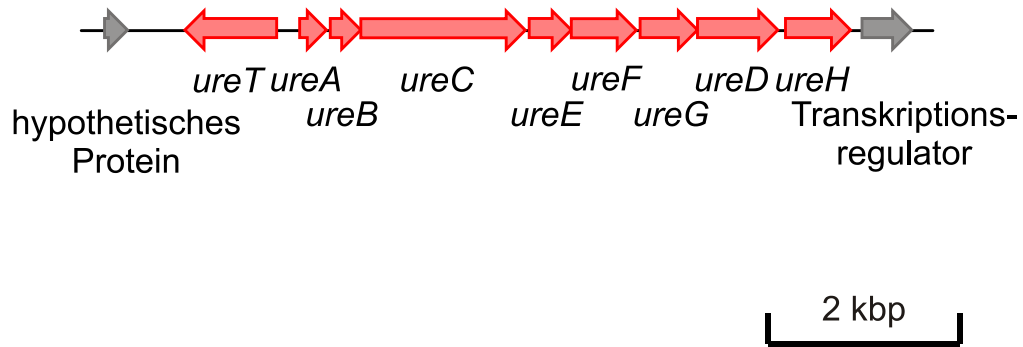 ureT ureA ureC ureF ureD ureH
ureB ureE ureG
hypothetisches
Protein
Transkriptions-
regulator
2 kbp